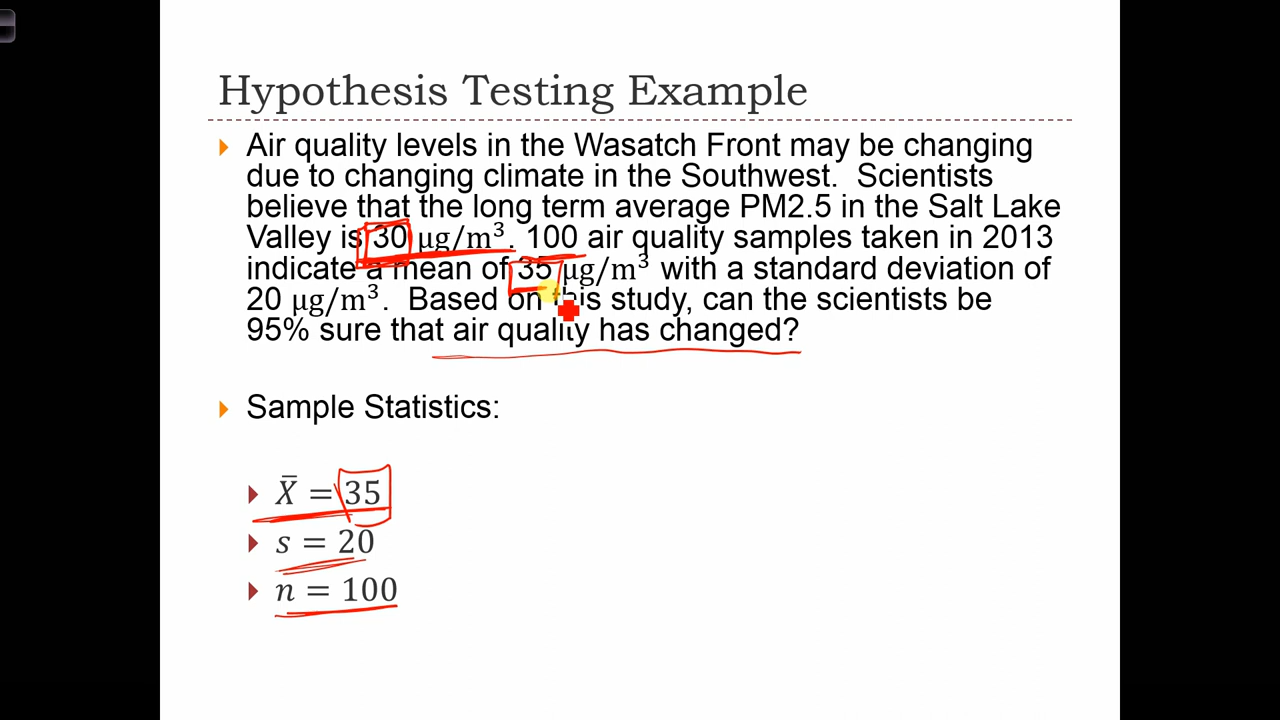 Hypothesis Testing Example
Air quality levels in the Wasatch Front may be changing
due to changing climate in the Southwest. Scientists
believe that the long term average PM2.5 in the Salt Lake
Valley is 30 μg/m³. 100 air quality samples taken in 2013
indicate a mean of 35 μg/m³ with a standard deviation of
20 μg/m³. Based on this study, can the scientists be
95% sure that air quality has changed?
Sample Statistics:
X̄ = 35
s = 20
n = 100